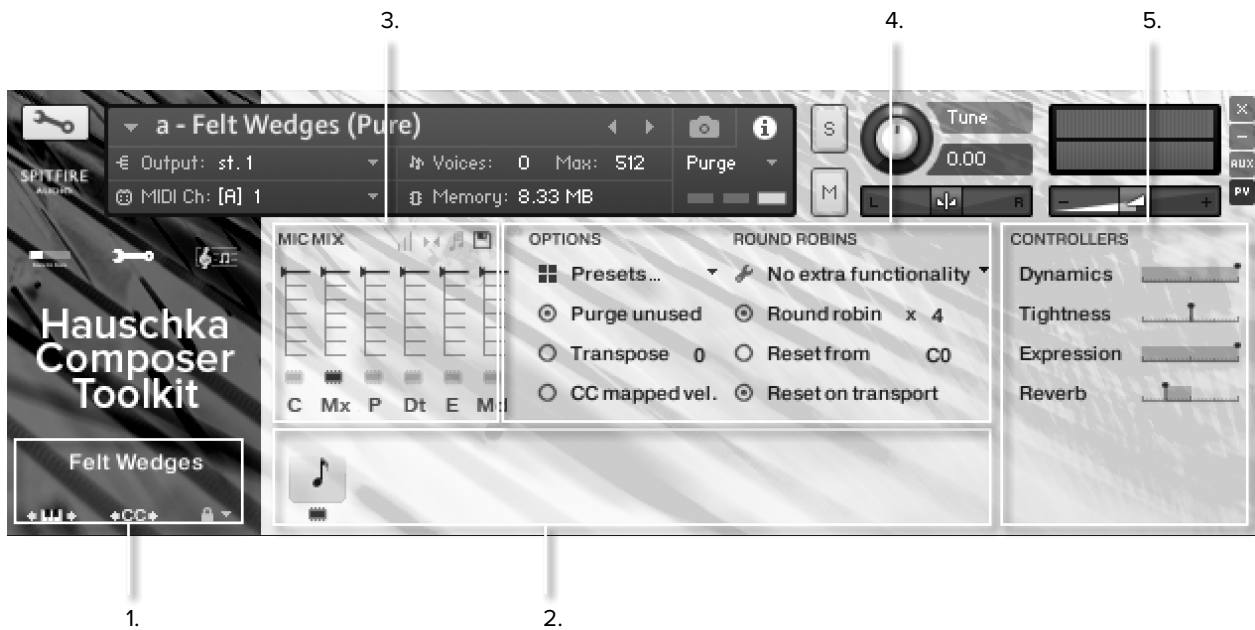 3.
4.
5.
a - Felt Wedges (Pure)
S
Tune
X
Output: st. 1
Voices: 0 Max: 512
Purge
0.00
AUX
SPITFIRE
AUDIO
MIDI Ch: [A] 1
Memory: 8.33 MB
M
L
R
PV
MIC MIX
OPTIONS
ROUND ROBINS
CONTROLLERS
Presets...
No extra functionality
Dynamics
Purge unused
Round robin x 4
Tightness
Hauschka
Composer
Toolkit
Transpose 0
Reset from C0
Expression
CC mapped vel.
Reset on transport
Reverb
C Mx P Dt E Md
Felt Wedges
CC
1.
2.